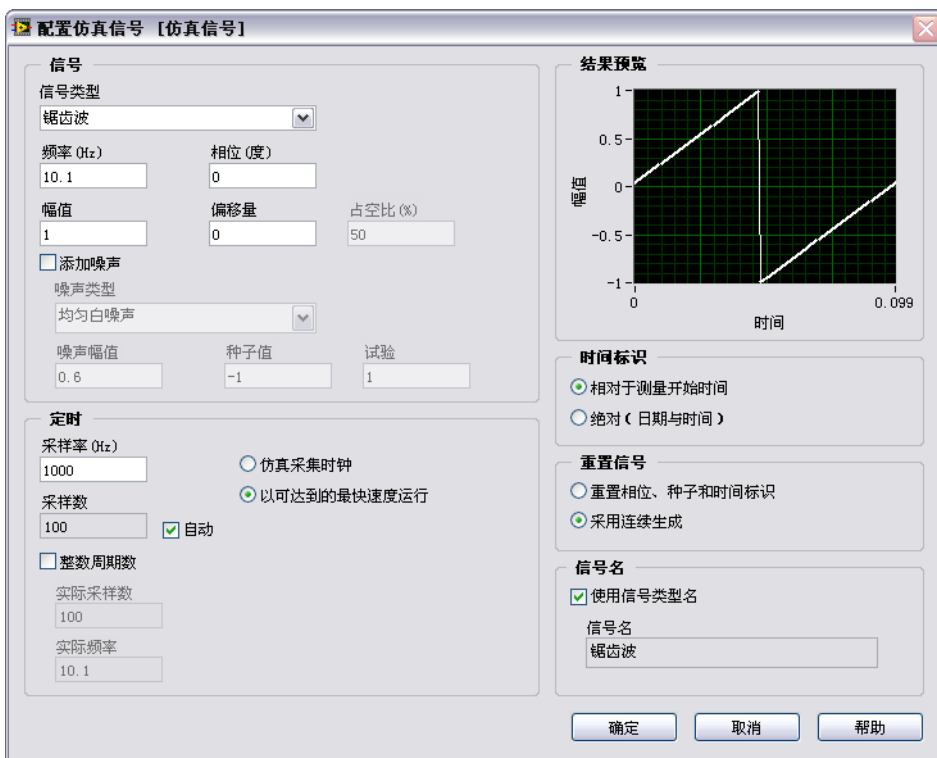 配置仿真信号 [仿真信号]
信号
信号类型
锯齿波
频率(Hz)
相位(度)
10.1
0
幅值
偏移量
占空比(%)
1
0
50
添加噪声
噪声类型
均匀白噪声
噪声幅值
种子值
试验
0.6
-1
1
定时
采样率(Hz)
1000
仿真采集时钟
以可达到的最快速度运行
采样数
100
自动
整数周期数
实际采样数
100
实际频率
10.1
结果预览
1
0.5
0
-0.5
-1
幅值
0
0.099
时间
时间标识
相对于测量开始时间
绝对(日期与时间)
重置信号
重置相位、种子和时间标识
采用连续生成
信号名
使用信号类型名
信号名
锯齿波
确定
取消
帮助